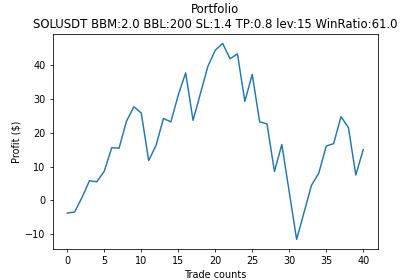 Portfolio
SOLUSDT BBM:2.0 BBL:200 SL:1.4 TP:0.8 lev:15 WinRatio:61.0
Profit ($)
40
30
20
10
0
−10
0 5 10 15 20 25 30 35 40
Trade counts